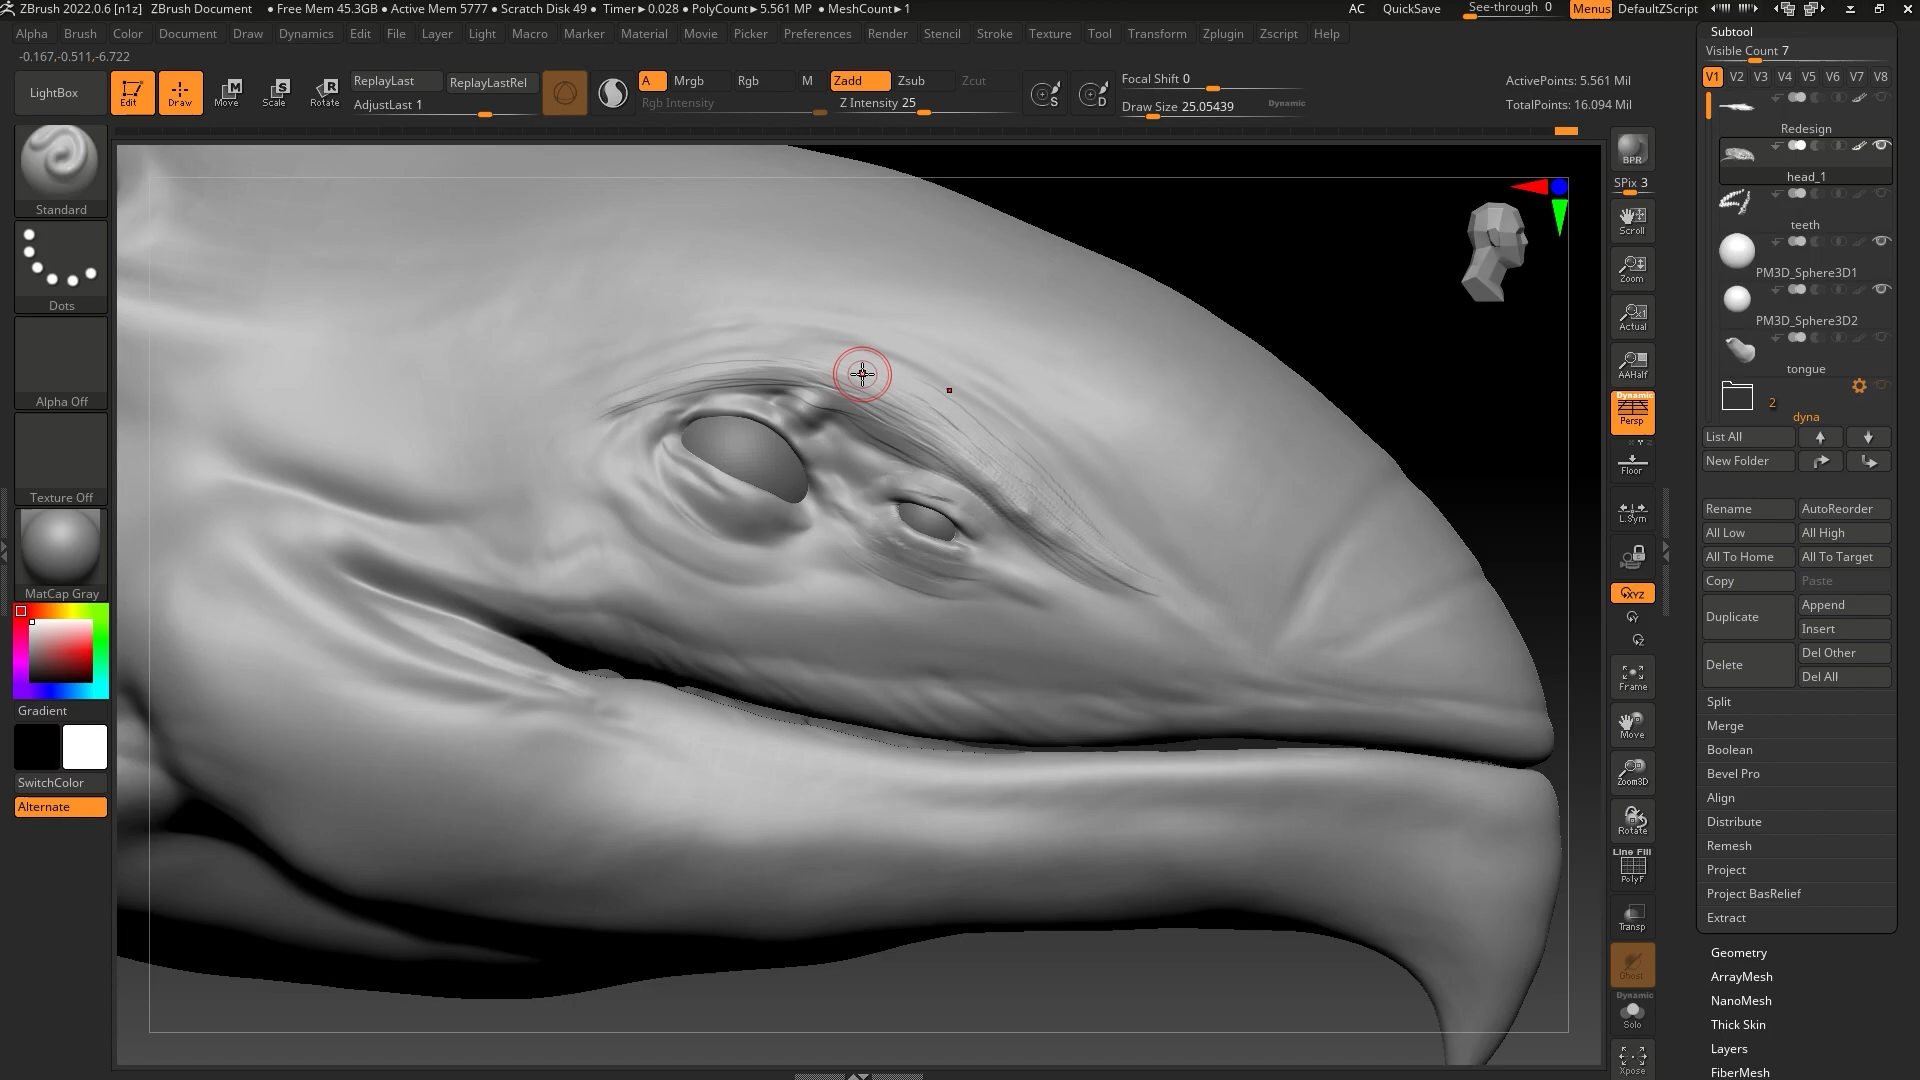 ZBrush 2022.0.6 [n1z] ZBrush Document ● Free Mem 45.3GB ● Active Mem 5777 ● Scratch Disk 49 ● Timer▶0.028 ● PolyCount▶5.561 MP ● MeshCount▶1 AC QuickSave See-through 0 Menus DefaultZScript
Alpha Brush Color Document Draw Dynamics Edit File Layer Light Macro Marker Material Movie Picker Preferences Render Stencil Stroke Texture Tool Transform Zplugin Zscript Help
-0.167,-0.511,-6.722
LightBox
Edit
Draw
Move
Scale
Rotate
ReplayLast
ReplayLastRel
AdjustLast 1
A
Mrgb
Rgb
M
Rgb Intensity
Zadd
Zsub
Zcut
Z Intensity 25
S
D
Focal Shift 0
Draw Size 25.05439
Dynamic
ActivePoints: 5.561 Mil
TotalPoints: 16.094 Mil
Standard
Dots
Alpha Off
Texture Off
MatCap Gray
Gradient
SwitchColor
Alternate
BPR
SPix 3
Scroll
Zoom
Actual
AAHalf
Dynamic
Persp
Floor
L.Sym
XYZ
Frame
Move
Zoom3D
Rotate
Line Fill
PolyF
Transp
Ghost
Dynamic
Solo
Xpose
Subtool
Visible Count 7
V1 V2 V3 V4 V5 V6 V7 V8
Redesign
head_1
teeth
PM3D_Sphere3D1
PM3D_Sphere3D2
tongue
2
dyna
List All
New Folder
Rename
AutoReorder
All Low
All High
All To Home
All To Target
Copy
Paste
Duplicate
Append
Insert
Delete
Del Other
Del All
Split
Merge
Boolean
Bevel Pro
Align
Distribute
Remesh
Project
Project BasRelief
Extract
Geometry
ArrayMesh
NanoMesh
Thick Skin
Layers
FiberMesh